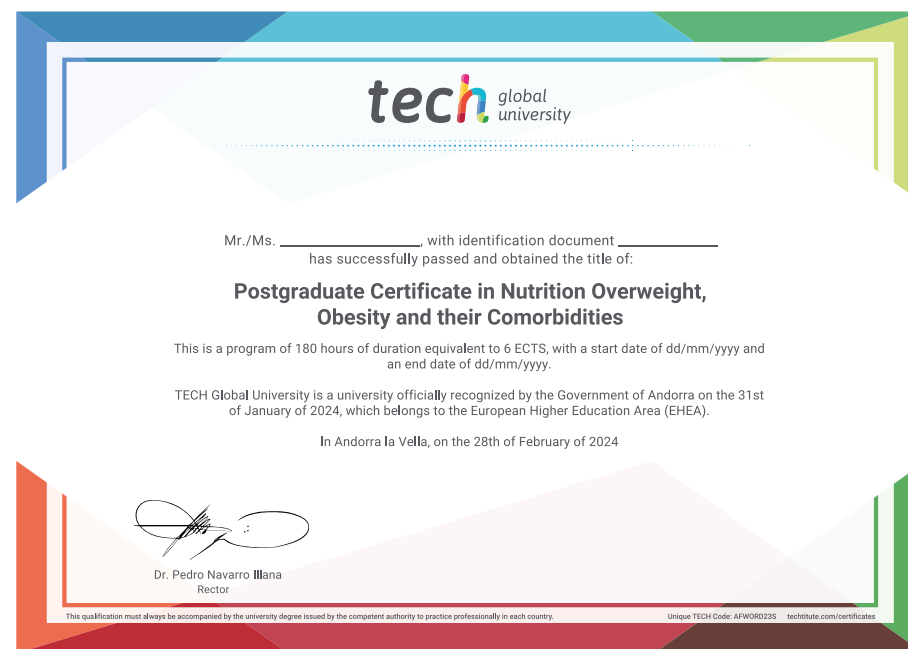 tech global
university
Mr./Ms. ____________, with identification document ____________
has successfully passed and obtained the title of:
Postgraduate Certificate in Nutrition Overweight,
Obesity and their Comorbidities
This is a program of 180 hours of duration equivalent to 6 ECTS, with a start date of dd/mm/yyyy and
an end date of dd/mm/yyyy.
TECH Global University is a university officially recognized by the Government of Andorra on the 31st
of January of 2024, which belongs to the European Higher Education Area (EHEA).
In Andorra la Vella, on the 28th of February of 2024
Dr. Pedro Navarro Illana
Rector
This qualification must always be accompanied by the university degree issued by the competent authority to practice professionally in each country.
Unique TECH Code: AFWORD23S techtitute.com/certificates